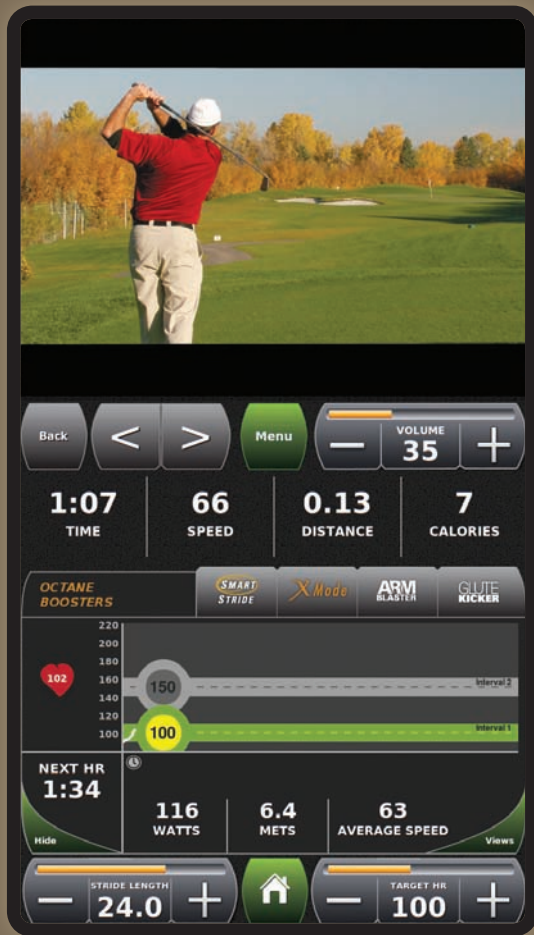 Back
<
>
Menu
VOLUME
35
1:07
TIME
66
SPEED
0.13
DISTANCE
7
CALORIES
OCTANE
BOOSTERS
SMART
STRIDE
XMode
ARM
BLASTER
GLUTE
KICKER
220
200
180
160
140
120
100
102
150
Interval 2
100
Interval 1
NEXT HR
1:34
Hide
116
WATTS
6.4
METS
63
AVERAGE SPEED
Views
STRIDE LENGTH
24.0
TARGET HR
100